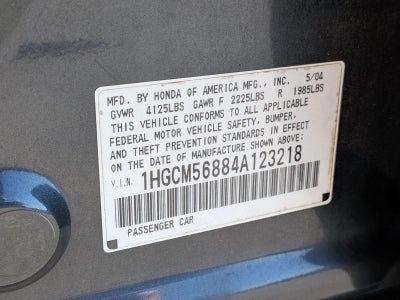 MFD. BY HONDA OF AMERICA MFG., INC. 5/04
GVWR 4125LBS GAWR F 2225LBS R 1985LBS
THIS VEHICLE CONFORMS TO ALL APPLICABLE
FEDERAL MOTOR VEHICLE SAFETY, BUMPER,
AND THEFT PREVENTION STANDARDS IN EFFECT
ON THE DATE OF MANUFACTURE SHOWN ABOVE.
V.I.N. 1HGCM56884A123218
PASSENGER CAR